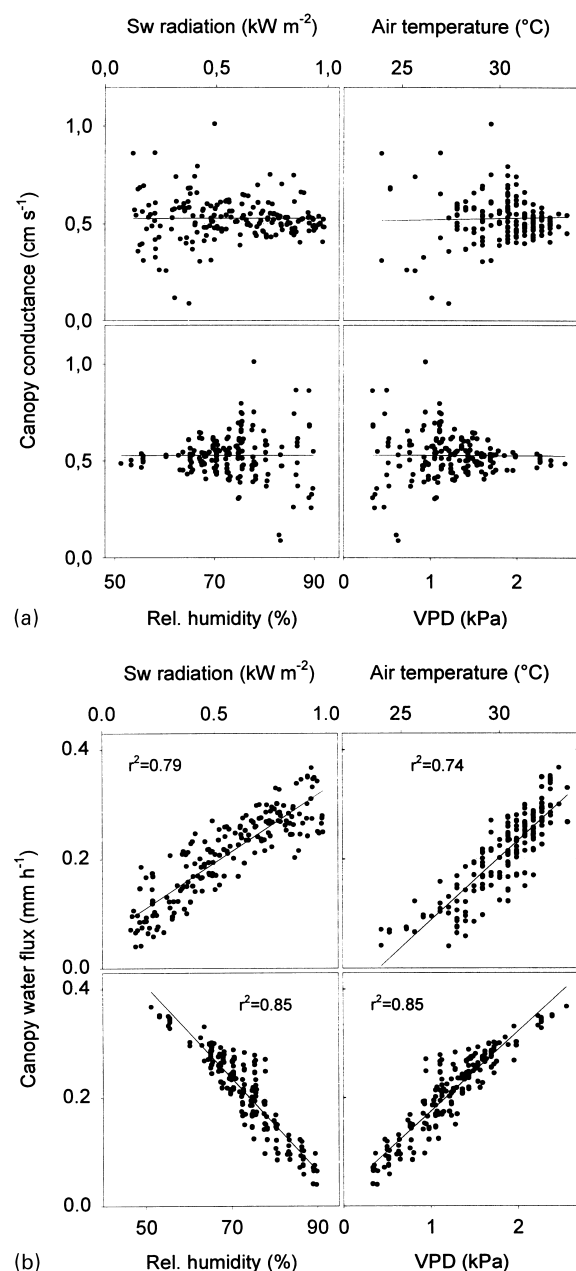 Sw radiation (kW m⁻²) Air temperature (°C)
0,0 0,5 1,0 25 30
Canopy conductance (cm s⁻¹)
1,0
0,5
0,0
1,0
0,5
0,0
50 70 90 0 1 2
(a) Rel. humidity (%) VPD (kPa)
Sw radiation (kW m⁻²) Air temperature (°C)
0.0 0.5 1.0 25 30
Canopy water flux (mm h⁻¹)
0.4
r²=0.79 r²=0.74
0.2
0.0
0.4
r²=0.85 r²=0.85
0.2
0.0
50 70 90 0 1 2
(b) Rel. humidity (%) VPD (kPa)